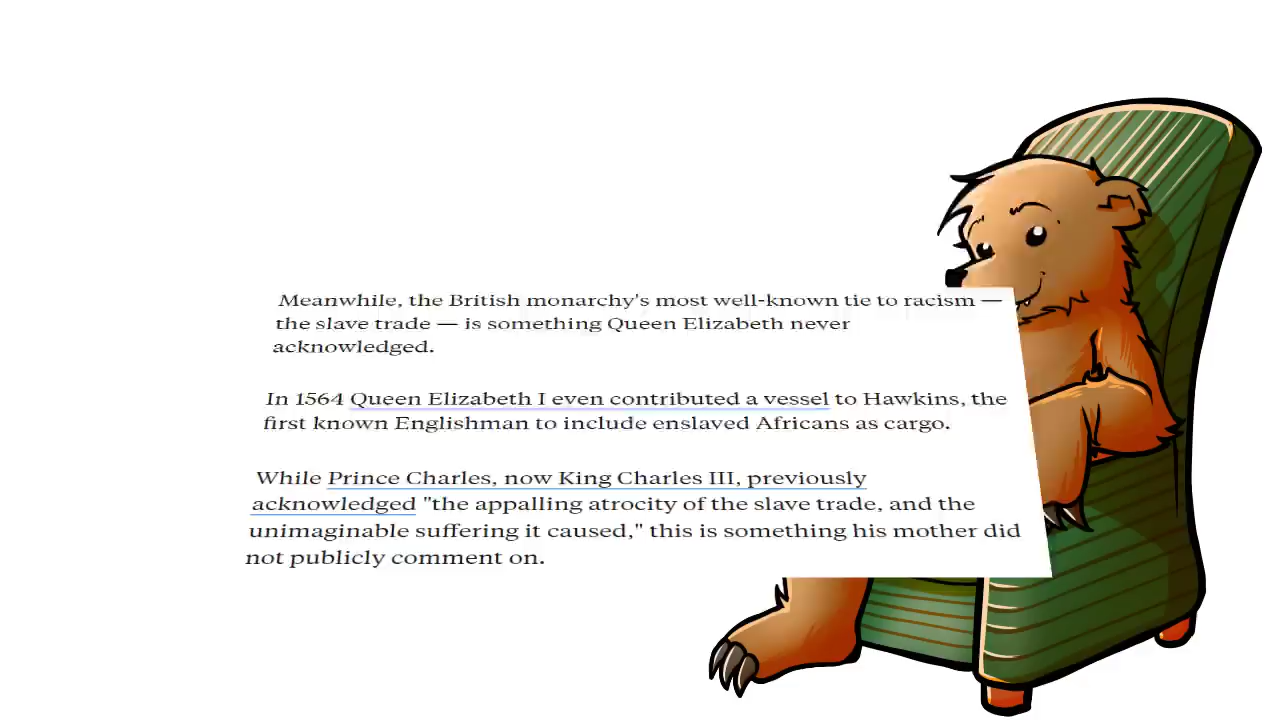 Meanwhile, the British monarchy's most well-known tie to racism —
the slave trade — is something Queen Elizabeth never
acknowledged.
In 1564 Queen Elizabeth I even contributed a vessel to Hawkins, the
first known Englishman to include enslaved Africans as cargo.
While Prince Charles, now King Charles III, previously
acknowledged "the appalling atrocity of the slave trade, and the
unimaginable suffering it caused," this is something his mother did
not publicly comment on.